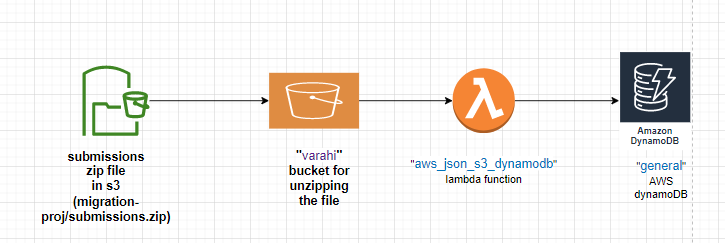 submissions
zip file
in s3
(migration-
proj/submissions.zip)
"varahi"
bucket for
unzipping
the file
"aws_json_s3_dynamodb"
lambda function
Amazon
DynamoDB
"general"
AWS
dynamoDB